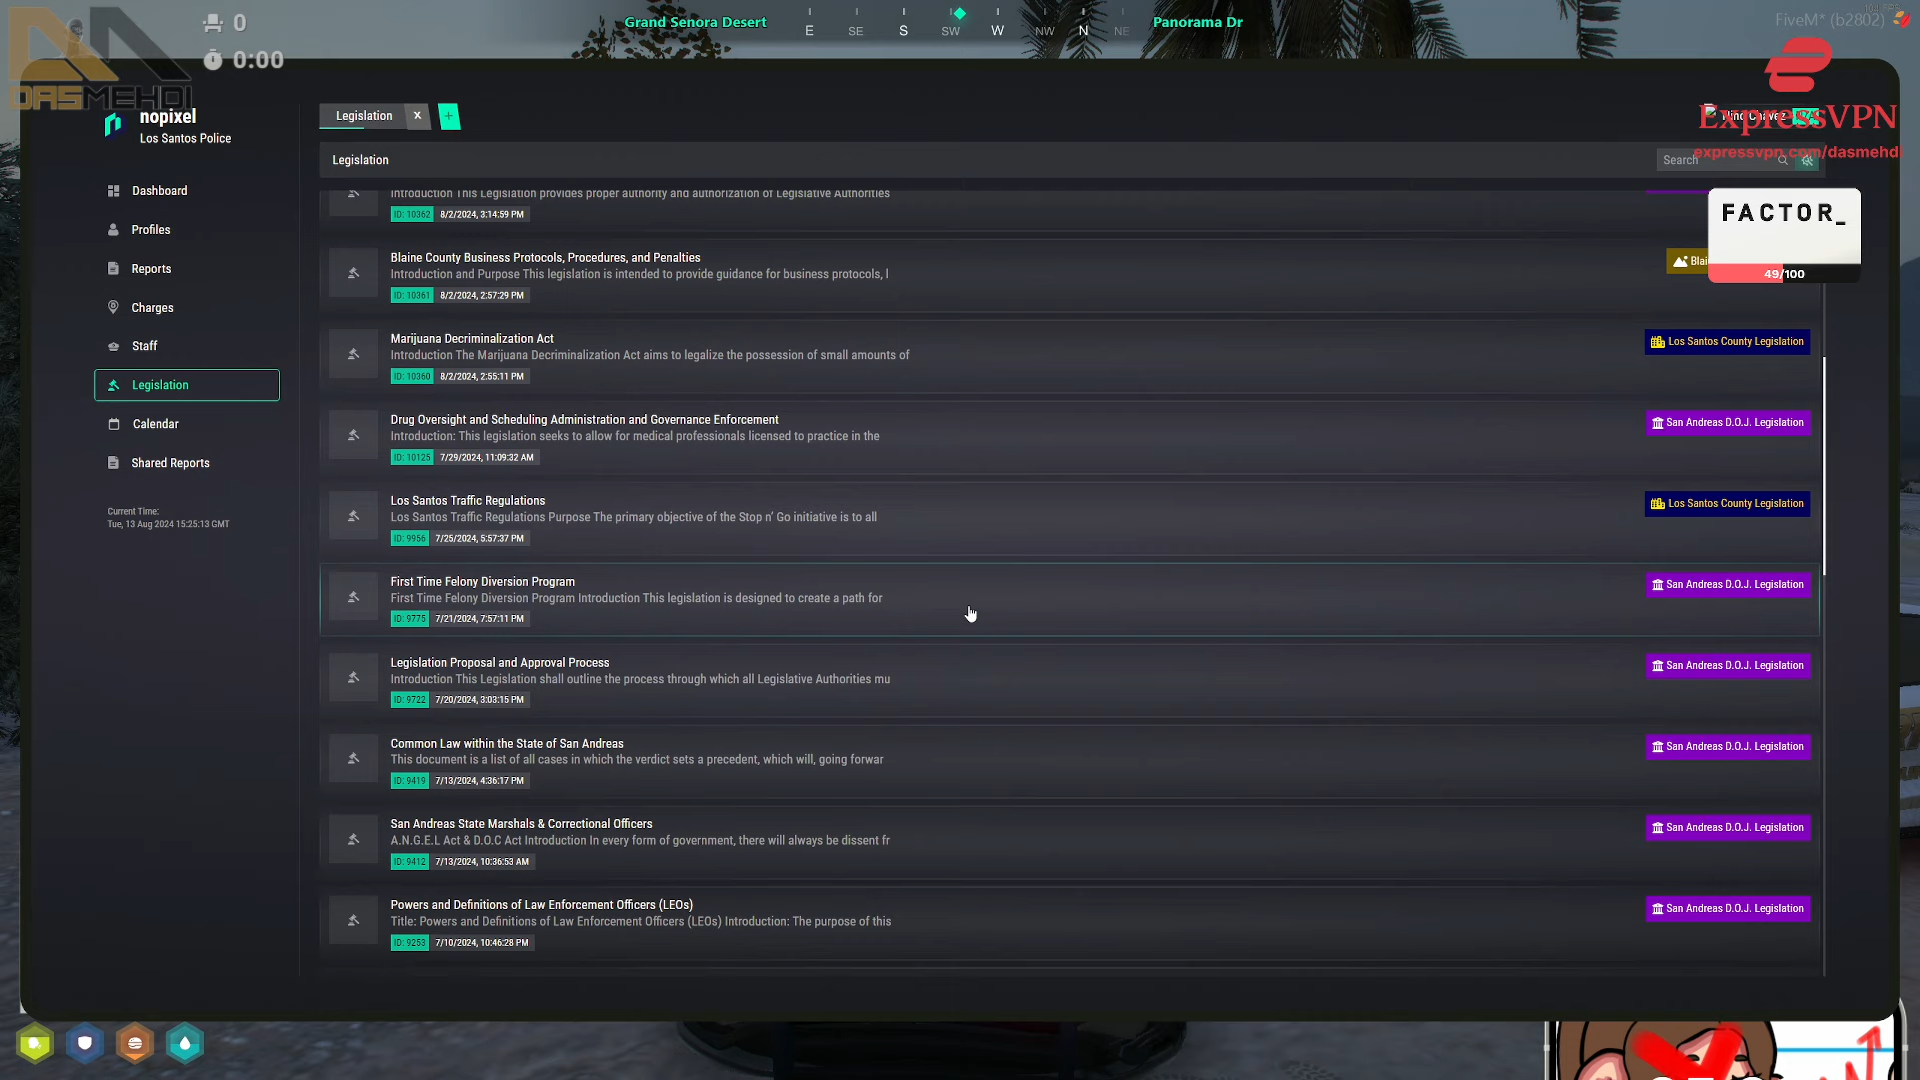 Grand Senora Desert
E SE S SW W NW N NE
Panorama Dr
FiveM* (b2802)
0
0:00
DASMEHDI
nopixel
Los Santos Police
Legislation x +
ExpressVPN
expressvpn.com/dasmehdi
Legislation
Search
FACTOR_
49/100
Dashboard
Profiles
Reports
Charges
Staff
Legislation
Calendar
Shared Reports
Current Time:
Tue, 13 Aug 2024 15:25:13 GMT
Introduction This Legislation provides proper authority and authorization of Legislative Authorities
ID: 10362 8/2/2024, 3:14:59 PM
Blaine County Business Protocols, Procedures, and Penalties
Introduction and Purpose This legislation is intended to provide guidance for business protocols, l
ID: 10361 8/2/2024, 2:57:29 PM
Blai
Marijuana Decriminalization Act
Introduction The Marijuana Decriminalization Act aims to legalize the possession of small amounts of
ID: 10360 8/2/2024, 2:55:11 PM
Los Santos County Legislation
Drug Oversight and Scheduling Administration and Governance Enforcement
Introduction: This legislation seeks to allow for medical professionals licensed to practice in the
ID: 10125 7/29/2024, 11:09:32 AM
San Andreas D.O.J. Legislation
Los Santos Traffic Regulations
Los Santos Traffic Regulations Purpose The primary objective of the Stop n' Go initiative is to all
ID: 9956 7/25/2024, 5:57:37 PM
Los Santos County Legislation
First Time Felony Diversion Program
First Time Felony Diversion Program Introduction This legislation is designed to create a path for
ID: 9775 7/21/2024, 7:57:11 PM
San Andreas D.O.J. Legislation
Legislation Proposal and Approval Process
Introduction This Legislation shall outline the process through which all Legislative Authorities mu
ID: 9722 7/20/2024, 3:03:15 PM
San Andreas D.O.J. Legislation
Common Law within the State of San Andreas
This document is a list of all cases in which the verdict sets a precedent, which will, going forwar
ID: 9419 7/13/2024, 4:36:17 PM
San Andreas D.O.J. Legislation
San Andreas State Marshals & Correctional Officers
A.N.G.E.L Act & D.O.C Act Introduction In every form of government, there will always be dissent fr
ID: 9412 7/13/2024, 10:36:53 AM
San Andreas D.O.J. Legislation
Powers and Definitions of Law Enforcement Officers (LEOs)
Title: Powers and Definitions of Law Enforcement Officers (LEOs) Introduction: The purpose of this
ID: 9253 7/10/2024, 10:46:28 PM
San Andreas D.O.J. Legislation